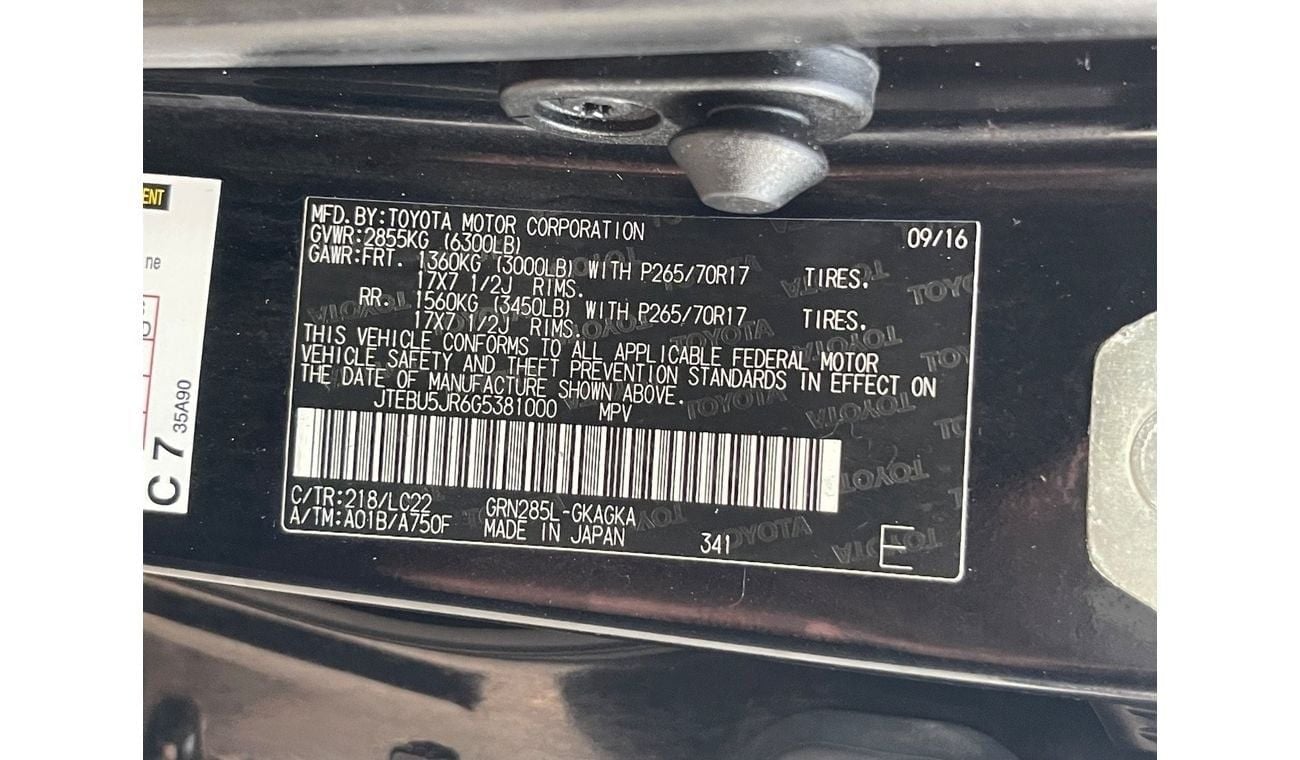 MFD.BY:TOYOTA MOTOR CORPORATION 09/16
GVWR:2855KG (6300LB)
GAWR:FRT. 1360KG (3000LB) WITH P265/70R17 TIRES.
17X7 1/2J RIMS.
RR. 1560KG (3450LB) WITH P265/70R17 TIRES.
17X7 1/2J RIMS.
THIS VEHICLE CONFORMS TO ALL APPLICABLE FEDERAL MOTOR
VEHICLE SAFETY AND THEFT PREVENTION STANDARDS IN EFFECT ON
THE DATE OF MANUFACTURE SHOWN ABOVE.
JTEBU5JR6G5381000 MPV
C/TR:218/LC22 GRN285L-GKAGKA
A/TM:A01B/A750F MADE IN JAPAN 341 E
C 7 35A90